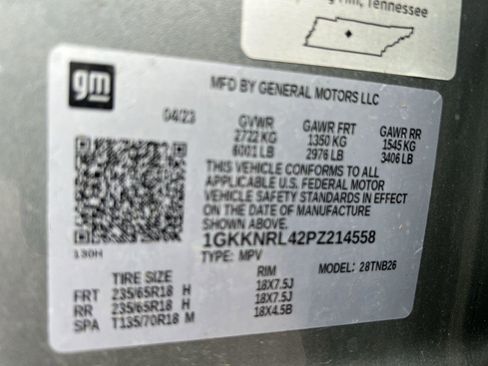 Hill, Tennessee
gm
MFD BY GENERAL MOTORS LLC
04/23 GVWR GAWR FRT GAWR RR
2722 KG 1350 KG 1545 KG
6001 LB 2976 LB 3406 LB
THIS VEHICLE CONFORMS TO ALL
APPLICABLE U.S. FEDERAL MOTOR
VEHICLE SAFETY STANDARDS IN EFFECT
ON THE DATE OF MANUFACTURE
SHOWN ABOVE.
1GKKNRL42PZ214558
130H TYPE: MPV MODEL: 28TNB26
TIRE SIZE RIM
FRT 235/65R18 H 18X7.5J
RR 235/65R18 H 18X7.5J
SPA T135/70R18 M 18X4.5B